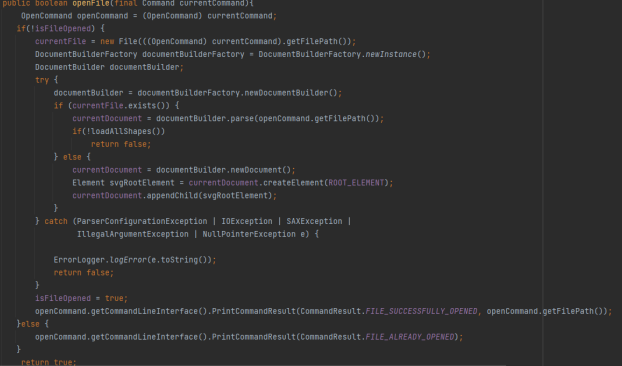 public boolean openFile(final Command currentCommand){
OpenCommand openCommand = (OpenCommand) currentCommand;
if(!isFileOpened) {
currentFile = new File(((OpenCommand) currentCommand).getFilePath());
DocumentBuilderFactory documentBuilderFactory = DocumentBuilderFactory.newInstance();
DocumentBuilder documentBuilder;
try {
documentBuilder = documentBuilderFactory.newDocumentBuilder();
if (currentFile.exists()) {
currentDocument = documentBuilder.parse(openCommand.getFilePath());
if(!loadAllShapes())
return false;
} else {
currentDocument = documentBuilder.newDocument();
Element svgRootElement = currentDocument.createElement(ROOT_ELEMENT);
currentDocument.appendChild(svgRootElement);
}
} catch (ParserConfigurationException | IOException | SAXException |
IllegalArgumentException | NullPointerException e) {
ErrorLogger.logError(e.toString());
return false;
}
isFileOpened = true;
openCommand.getCommandLineInterface().PrintCommandResult(CommandResult.FILE_SUCCESSFULLY_OPENED, openCommand.getFilePath());
}else {
openCommand.getCommandLineInterface().PrintCommandResult(CommandResult.FILE_ALREADY_OPENED);
}
return true;